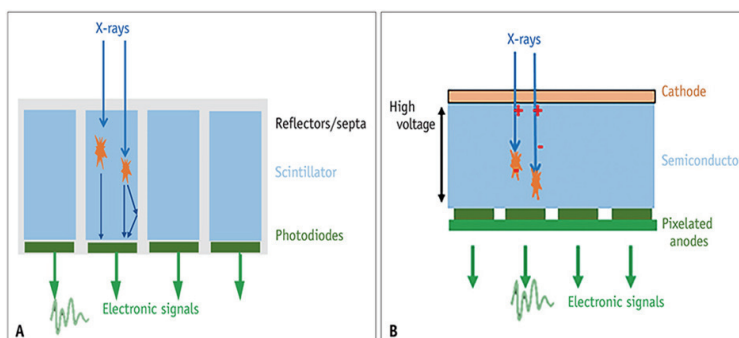 X-rays
Reflectors/septa
Scintillator
Photodiodes
Electronic signals
A
X-rays
High
voltage
Cathode
Semiconducto
Pixelated
anodes
Electronic signals
B
+ +
-
-